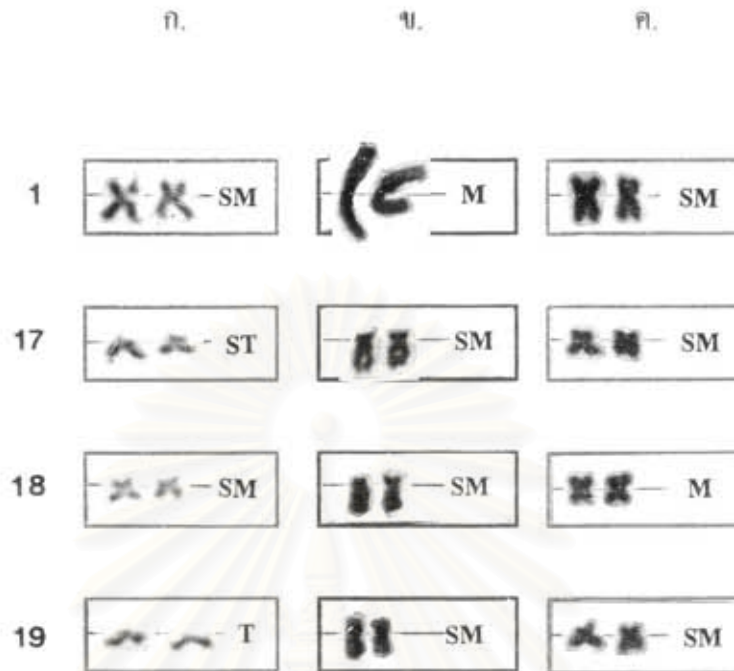 ก. ข. ค.
1 SM M SM
17 ST SM SM
18 SM SM M
19 T SM SM